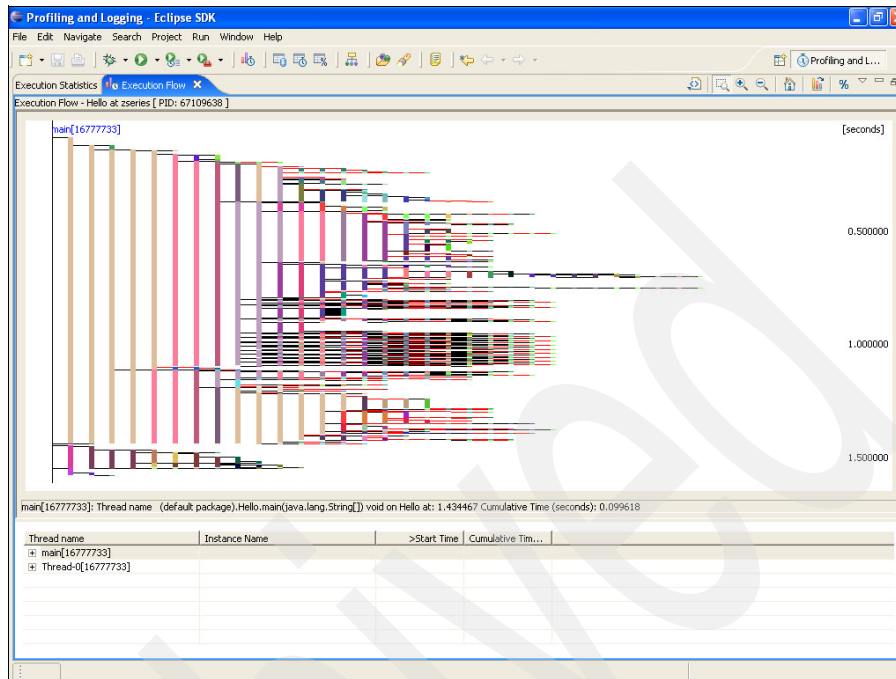 Profiling and Logging - Eclipse SDK
File Edit Navigate Search Project Run Window Help
Profiling and L...
Execution Statistics Execution Flow
Execution Flow - Hello at zseries [ PID: 67109638 ]
main[16777733] [seconds]
0.500000
1.000000
1.500000
main[16777733]: Thread name (default package).Hello.main(java.lang.String[]) void on Hello at: 1.434467 Cumulative Time (seconds): 0.099618
Thread name Instance Name >Start Time Cumulative Tim...
main[16777733]
Thread-0[16777733]